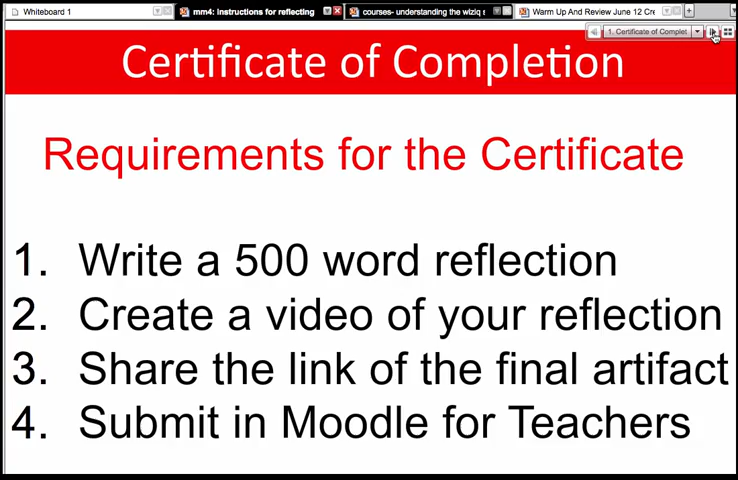 Whiteboard 1
mm4: instructions for reflecting
courses- understanding the wiziq s
Warm Up And Review June 12 Cre
1. Certificate of Complet
Certificate of Completion
Requirements for the Certificate
1. Write a 500 word reflection
2. Create a video of your reflection
3. Share the link of the final artifact
4. Submit in Moodle for Teachers